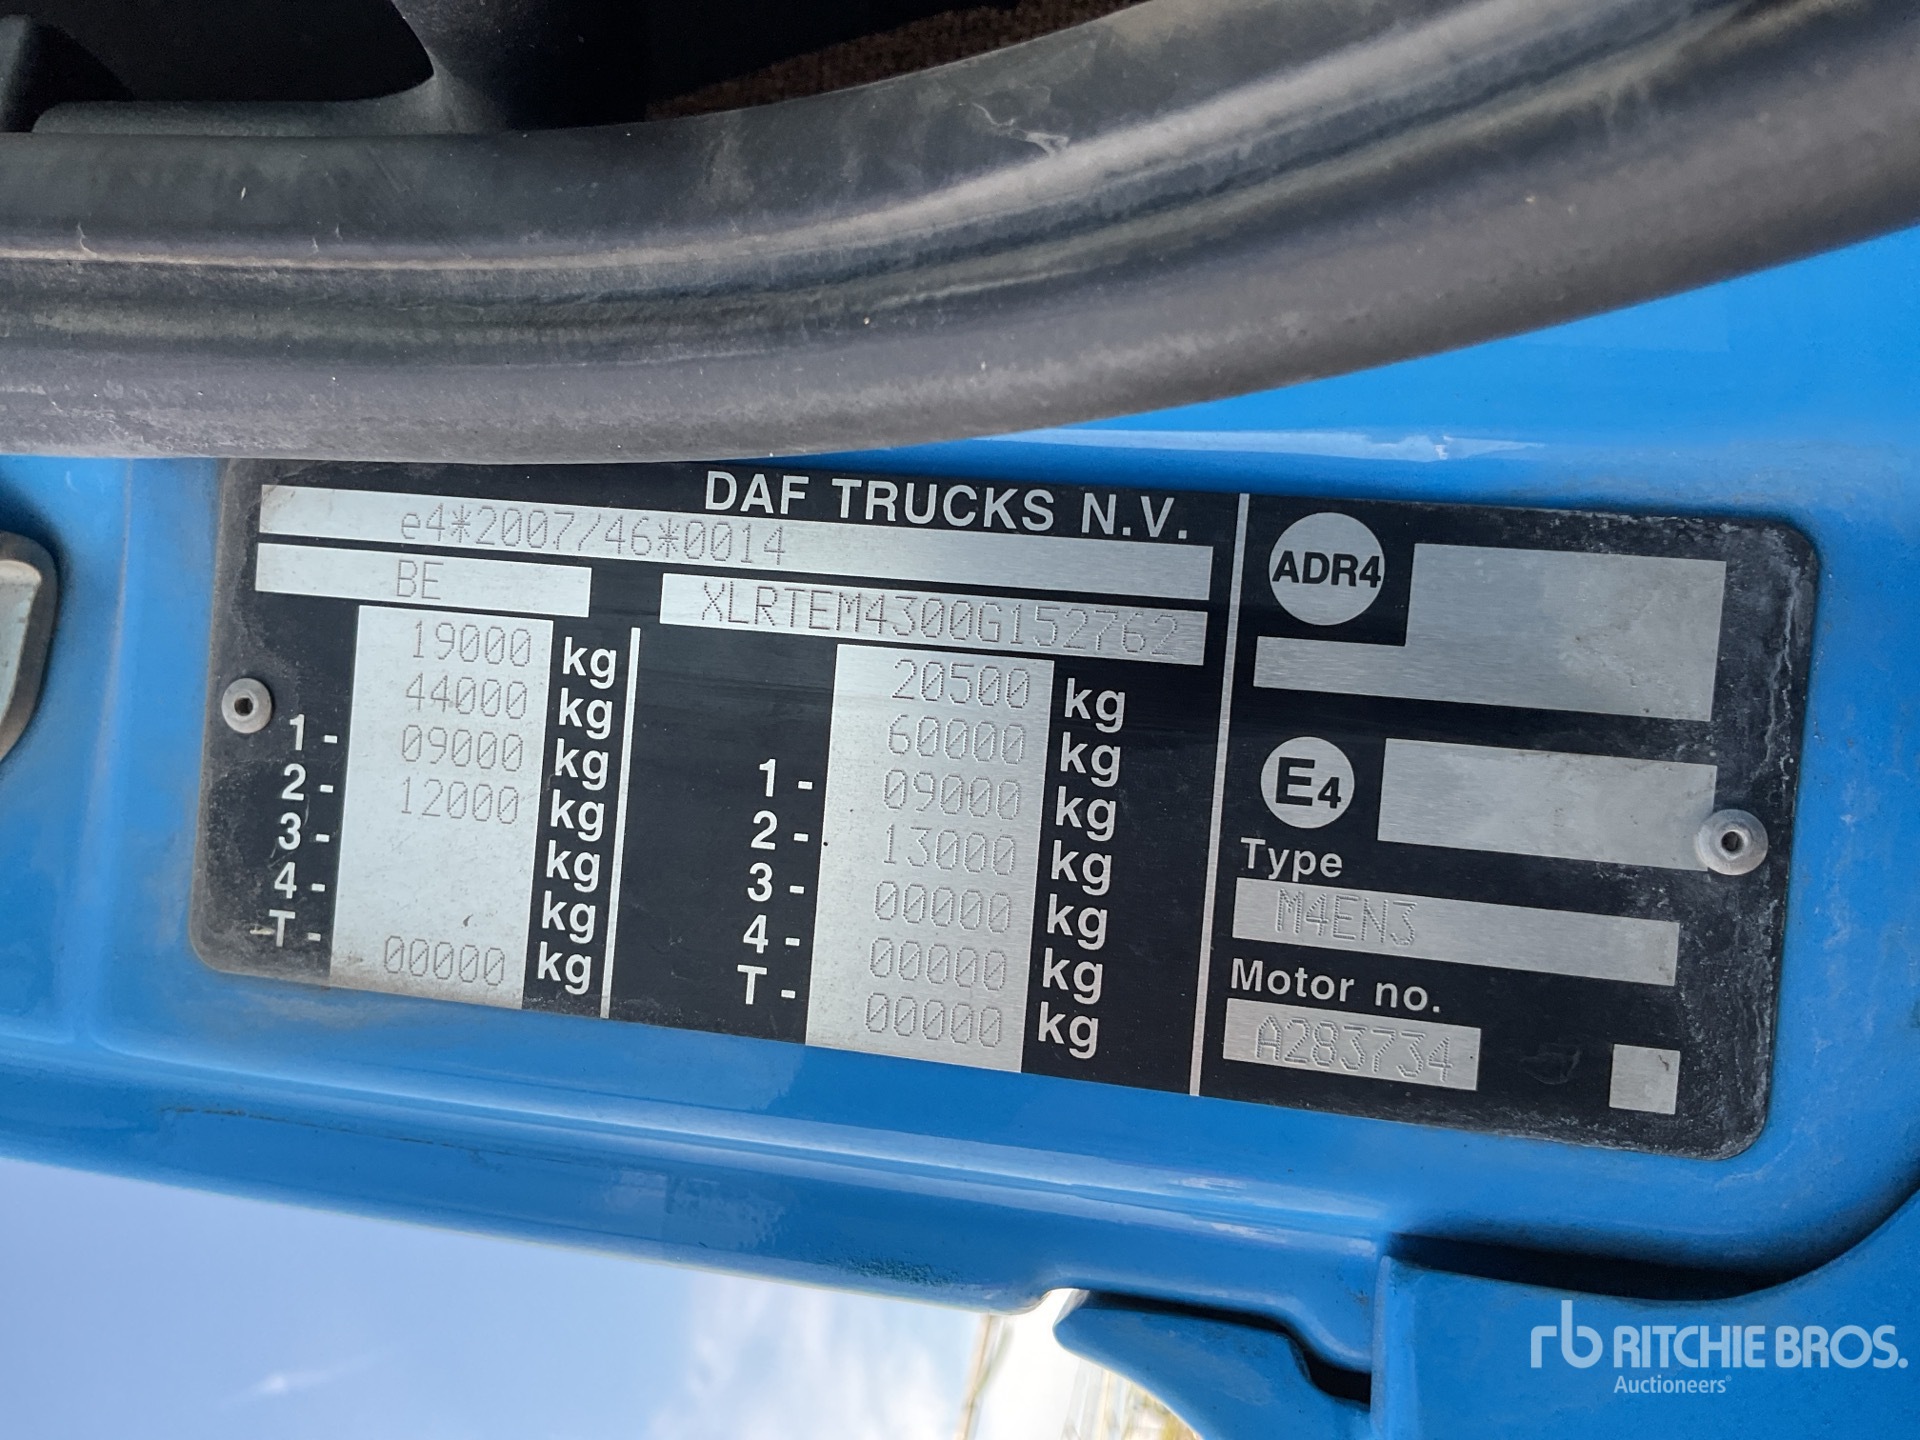 DAF TRUCKS N.V.
e4*2007/46*0014
BE
XLRTEM4300G152762
19000 kg
44000 kg
1- 09000 kg
2- 12000 kg
3- kg
4- kg
T- 00000 kg
20500 kg
60000 kg
1- 09000 kg
2- 13000 kg
3- 00000 kg
4- 00000 kg
T- 00000 kg
ADR4
E4
Type
M4EN3
Motor no.
A283734
rb RITCHIE BROS.
Auctioneers